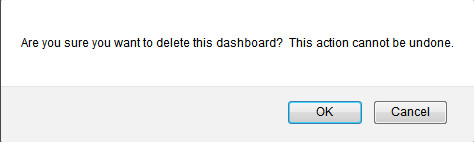 Are you sure you want to delete this dashboard?  This action cannot be undone.
OK
Cancel